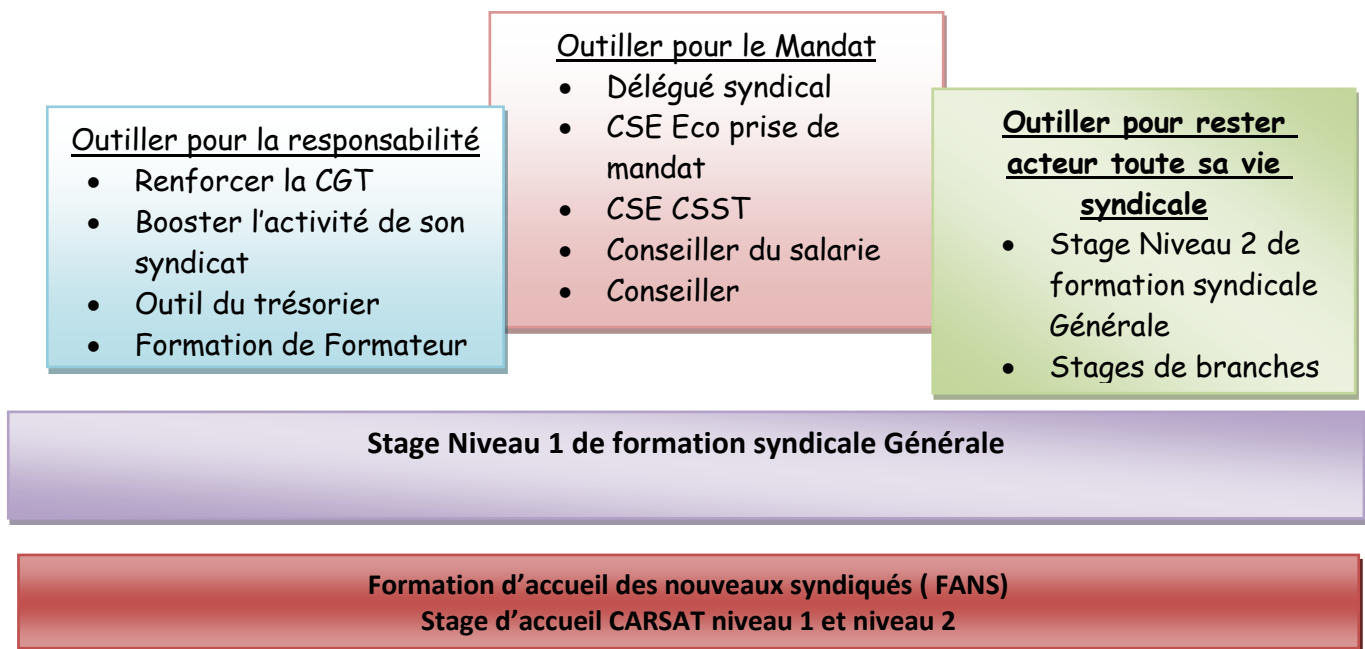 Outiller pour la responsabilité
• Renforcer la CGT
• Booster l'activité de son
syndicat
• Outil du trésorier
• Formation de Formateur
Outiller pour le Mandat
• Délégué syndical
• CSE Eco prise de
mandat
• CSE CSST
• Conseiller du salarie
• Conseiller
Outiller pour rester
acteur toute sa vie
syndicale
• Stage Niveau 2 de
formation syndicale
Générale
• Stages de branches
Stage Niveau 1 de formation syndicale Générale
Formation d'accueil des nouveaux syndiqués ( FANS)
Stage d'accueil CARSAT niveau 1 et niveau 2